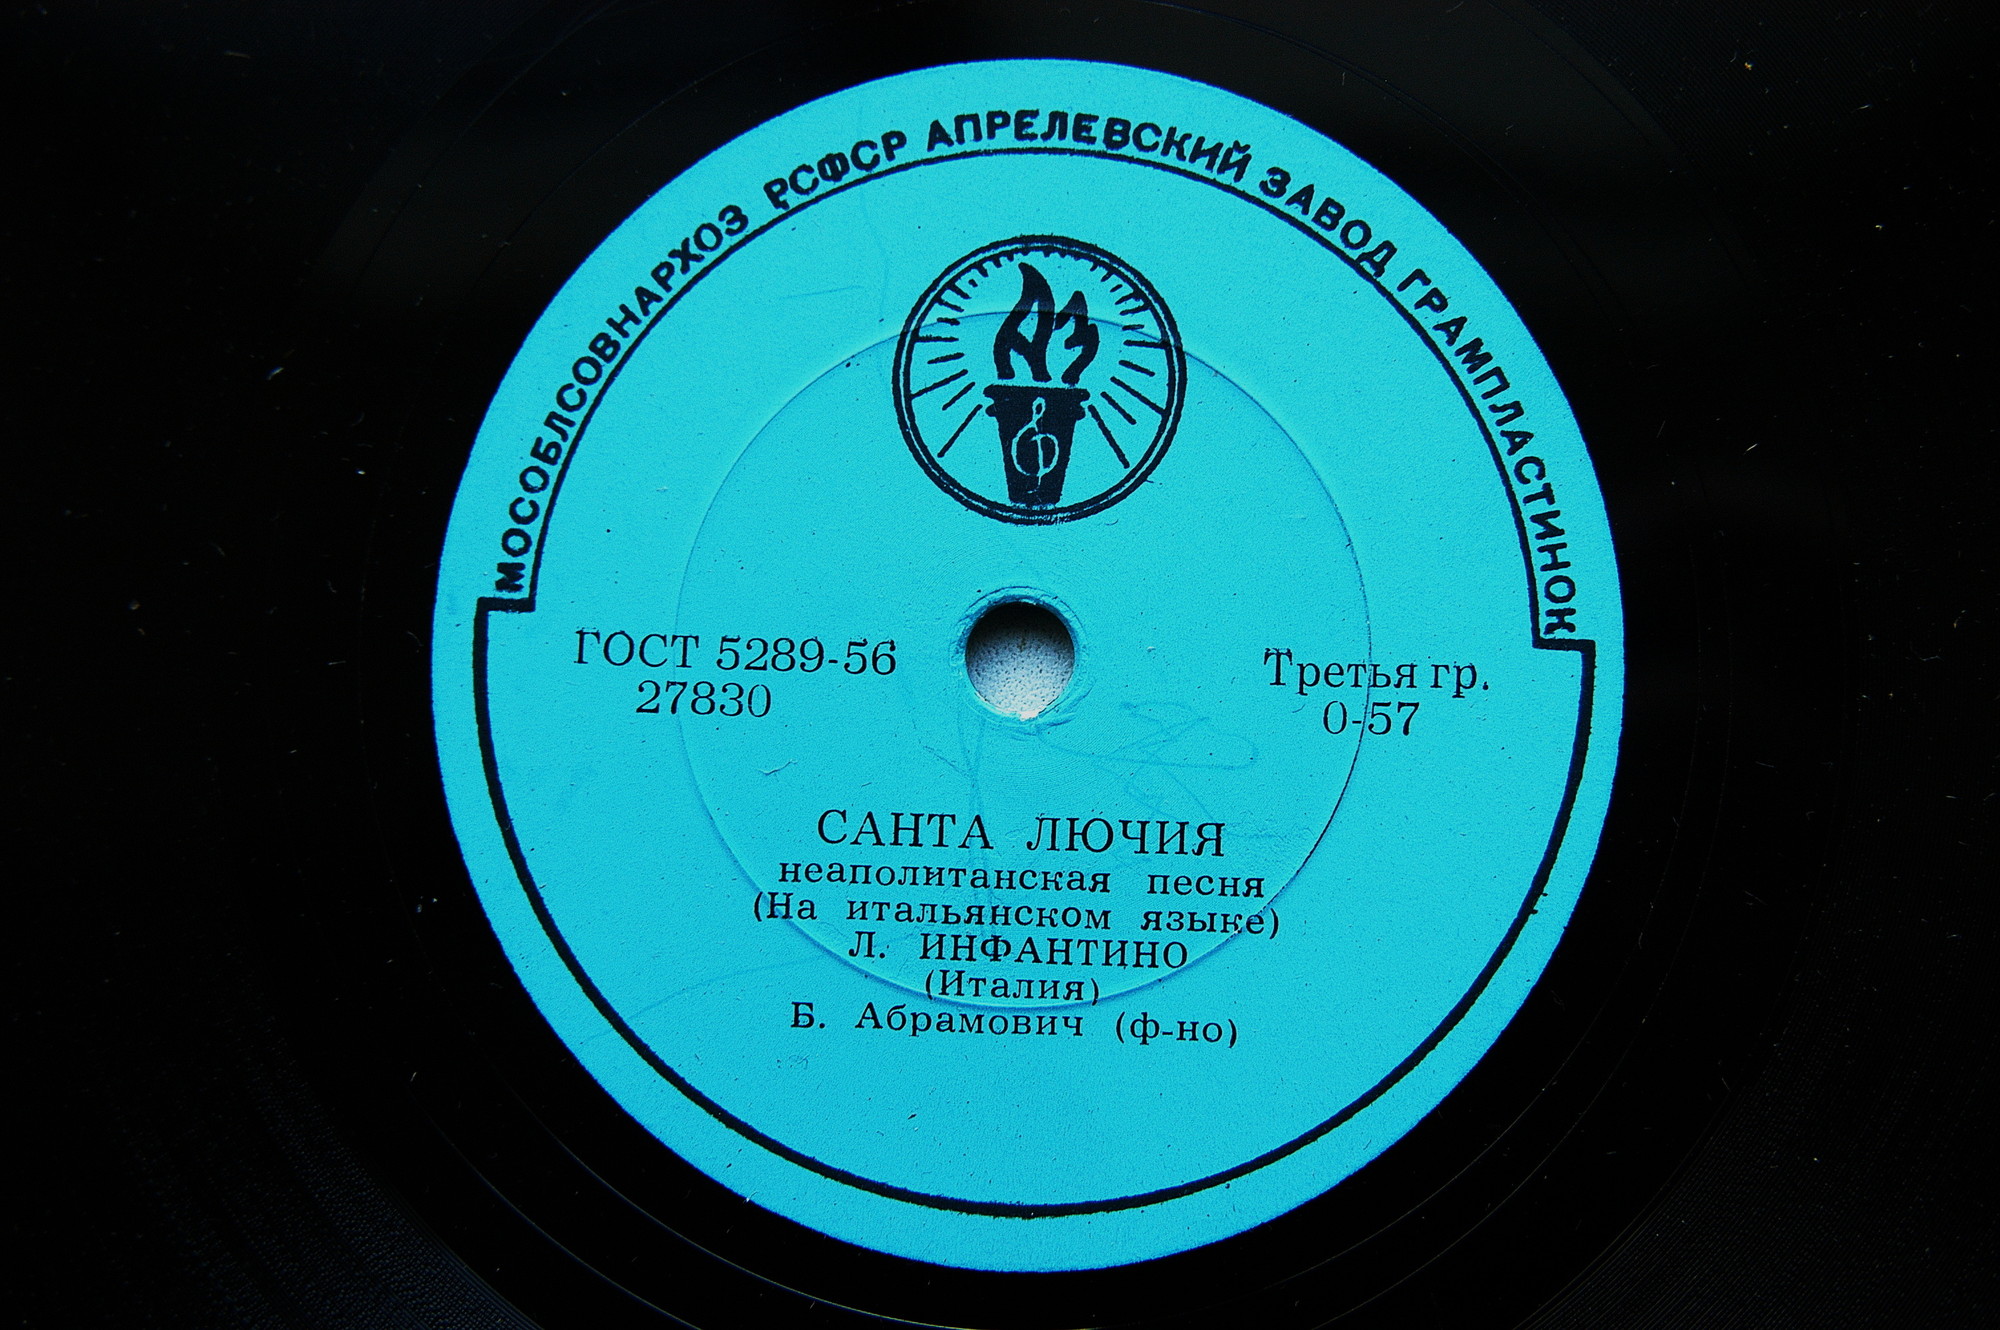 МОСОБЛСОВНАРХОЗ РСФСР АПРЕЛЕВСКИЙ ЗАВОД ГРАМПЛАСТИНОК
АЗ
ГОСТ 5289-56
27830
Третья гр.
0-57
САНТА ЛЮЧИЯ
неаполитанская песня
(На итальянском языке)
Л. ИНФАНТИНО
(Италия)
Б. Абрамович (ф-но)